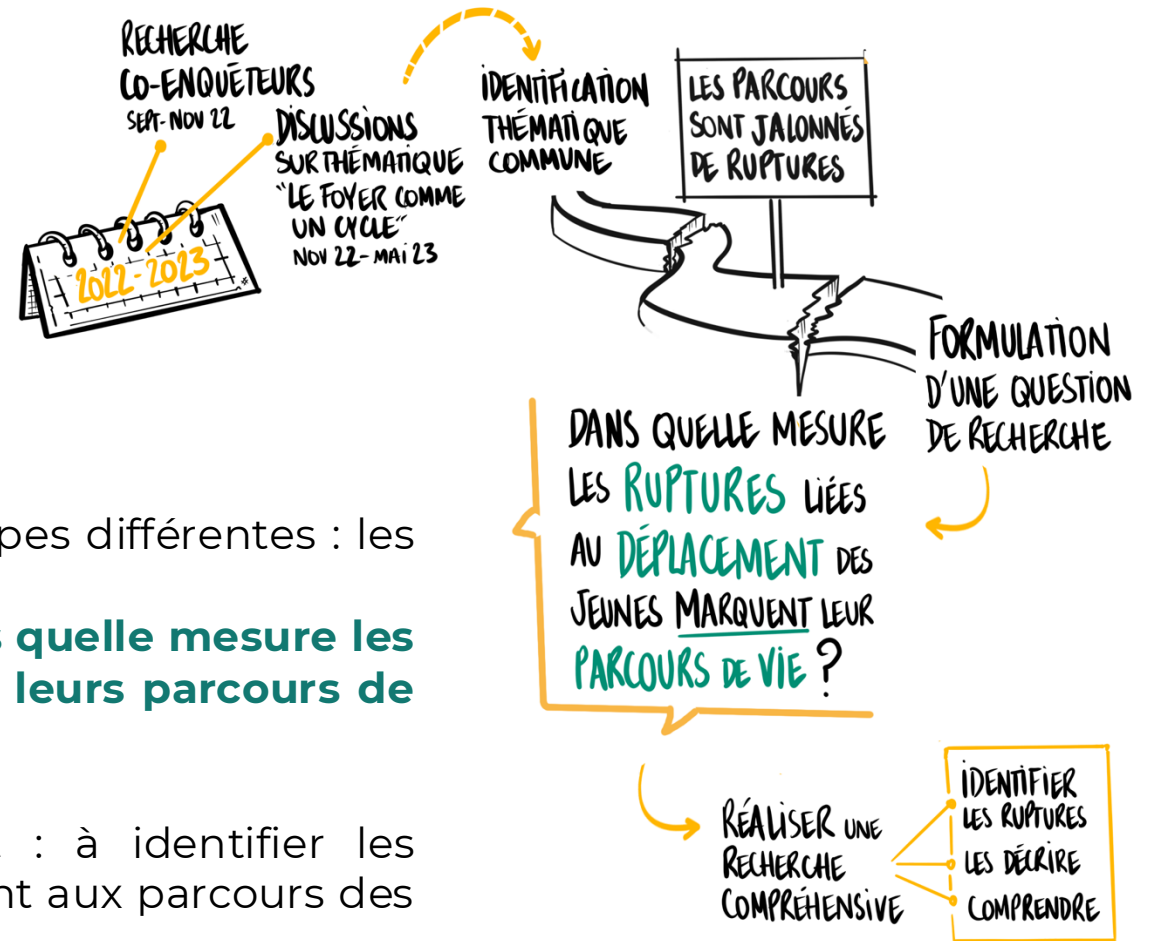 RECHERCHE
CO-ENQUÊTEURS
SEPT-NOV 22
DISCUSSIONS
SUR THÉMATIQUE
"LE FOYER COMME
UN CYCLE"
NOV 22-MAI 23
2022-2023
IDENTIFICATION
THÉMATIQUE
COMMUNE
LES PARCOURS
SONT JALONNÉS
DE RUPTURES
FORMULATION
D'UNE QUESTION
DE RECHERCHE
DANS QUELLE MESURE
LES RUPTURES LIÉES
AU DÉPLACEMENT DES
JEUNES MARQUENT LEUR
PARCOURS DE VIE ?
pes différentes : les
s quelle mesure les
leurs parcours de
: à identifier les
nt aux parcours des
RÉALISER UNE
RECHERCHE
COMPRÉHENSIVE
IDENTIFIER
LES RUPTURES
LES DÉCRIRE
COMPRENDRE